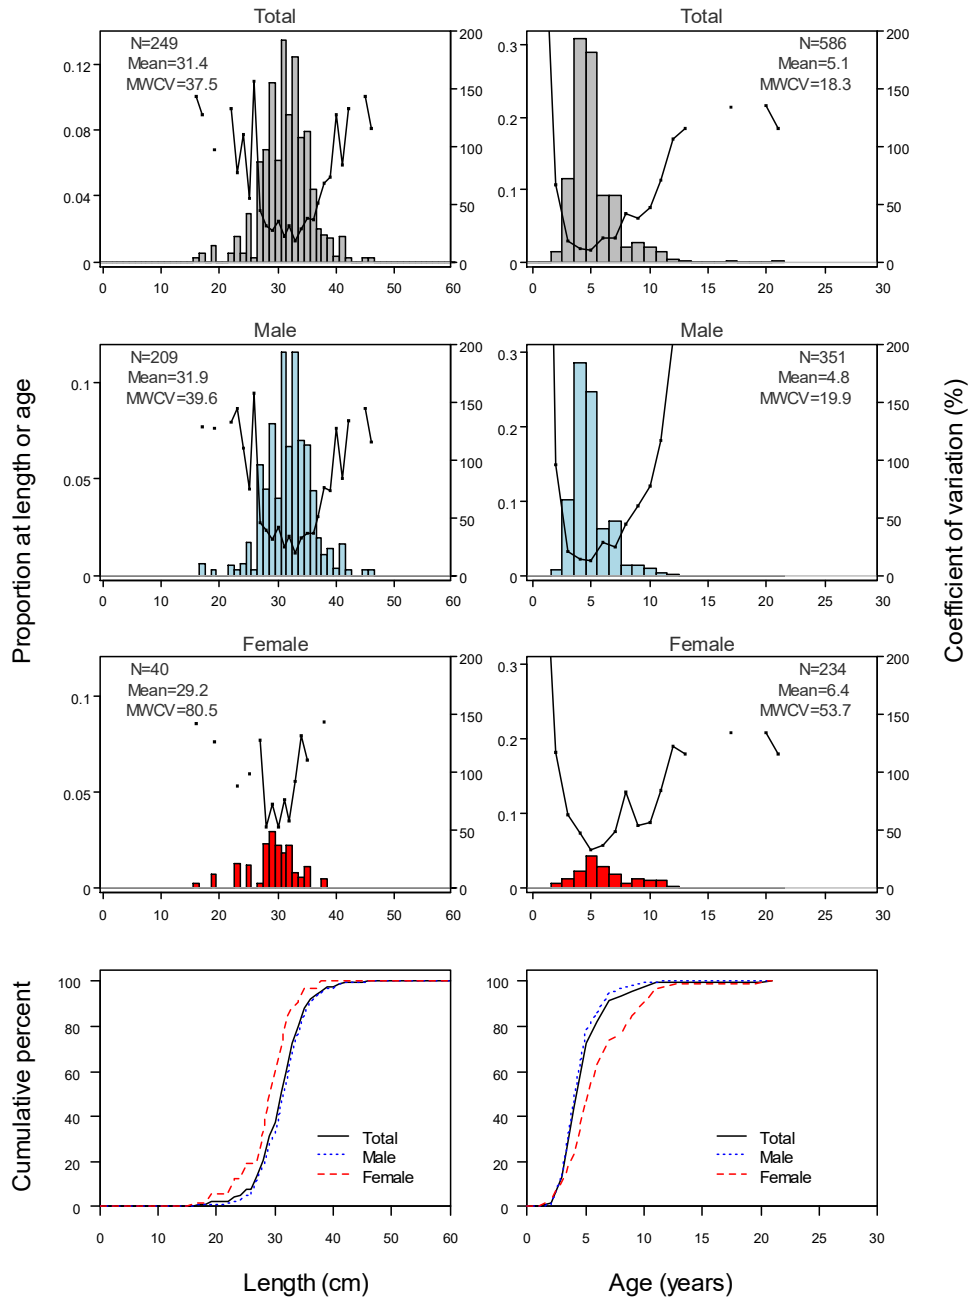 Total
N=249
Mean=31.4
MWCV=37.5
0.12
0.08
0.04
0
200
150
100
50
0
0 10 20 30 40 50 60
Total
N=586
Mean=5.1
MWCV=18.3
0.3
0.2
0.1
0
200
150
100
50
0
0 5 10 15 20 25 30
Male
N=209
Mean=31.9
MWCV=39.6
0.1
0.05
0
200
150
100
50
0
0 10 20 30 40 50 60
Male
N=351
Mean=4.8
MWCV=19.9
0.3
0.2
0.1
0
200
150
100
50
0
0 5 10 15 20 25 30
Female
N=40
Mean=29.2
MWCV=80.5
0.1
0.05
0
200
150
100
50
0
0 10 20 30 40 50 60
Female
N=234
Mean=6.4
MWCV=53.7
0.3
0.2
0.1
0
200
150
100
50
0
0 5 10 15 20 25 30
Proportion at length or age
Coefficient of variation (%)
Cumulative percent
100
80
60
40
20
0
Total
Male
Female
0 10 20 30 40 50 60
Length (cm)
100
80
60
40
20
0
Total
Male
Female
0 5 10 15 20 25 30
Age (years)